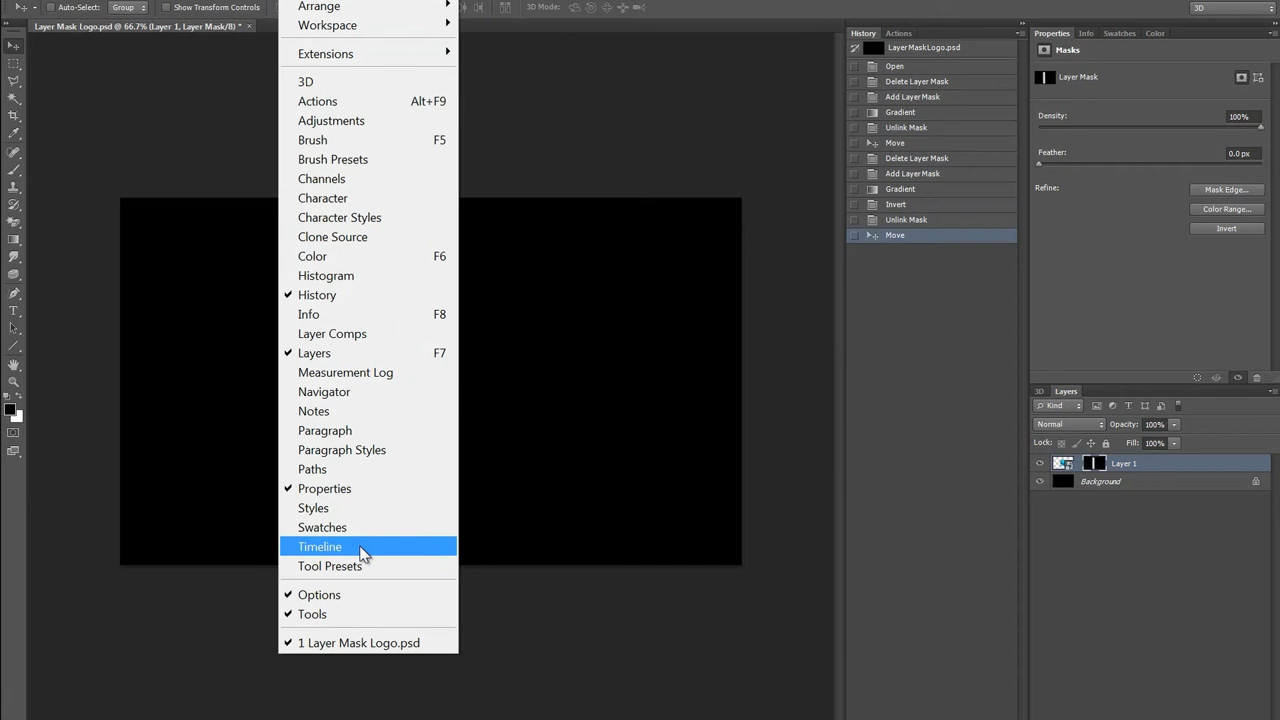 Auto-Select:
Group
Show Transform Controls
3D Mode:
3D
Layer Mask Logo.psd @ 66.7% (Layer 1, Layer Mask/8) *
Arrange
Workspace
Extensions
3D
Actions Alt+F9
Adjustments
Brush F5
Brush Presets
Channels
Character
Character Styles
Clone Source
Color F6
Histogram
History
Info F8
Layer Comps
Layers F7
Measurement Log
Navigator
Notes
Paragraph
Paragraph Styles
Paths
Properties
Styles
Swatches
Timeline
Tool Presets
Options
Tools
1 Layer Mask Logo.psd
History Actions
Layer Mask Logo.psd
Open
Delete Layer Mask
Add Layer Mask
Gradient
Unlink Mask
Move
Delete Layer Mask
Add Layer Mask
Gradient
Invert
Unlink Mask
Move
Properties Info Swatches Color
Masks
Layer Mask
Density: 100%
Feather: 0.0 px
Refine: Mask Edge...
Color Range...
Invert
3D Layers
Kind
Normal Opacity: 100%
Lock: Fill: 100%
Layer 1
Background